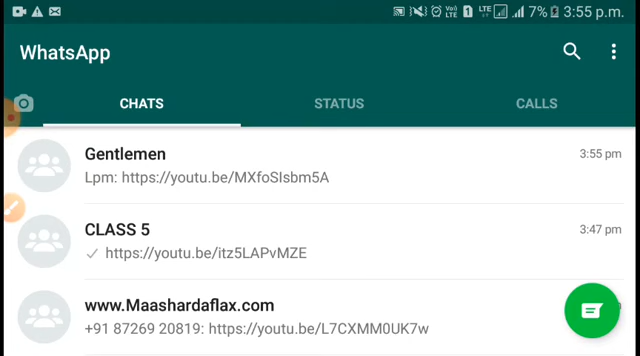 7% 3:55 p.m.
WhatsApp
CHATS STATUS CALLS
Gentlemen 3:55 pm
Lpm: https://youtu.be/MXfoSIsbm5A
CLASS 5 3:47 pm
https://youtu.be/itz5LAPvMZE
www.Maashardaflax.com
+91 87269 20819: https://youtu.be/L7CXMM0UK7w